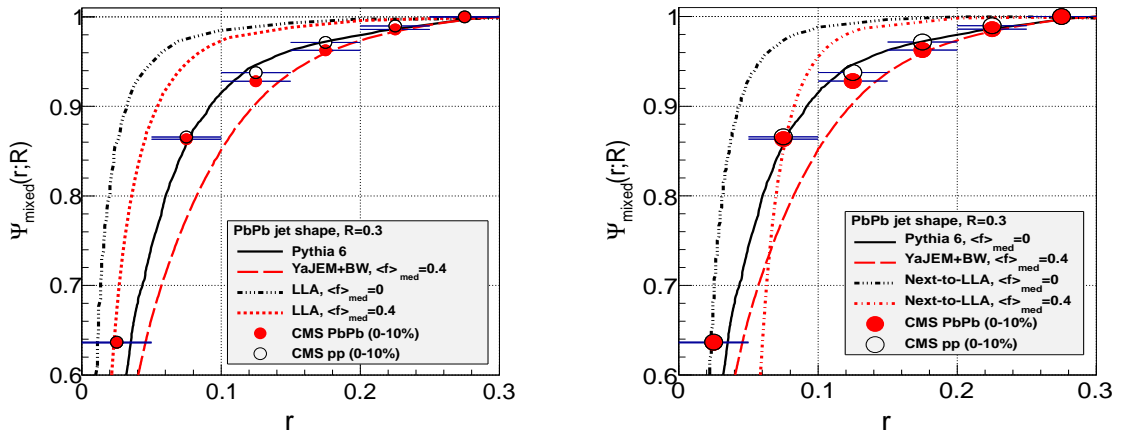 1
0.9
0.8
0.7
0.6
0
0.1
0.2
0.3
r
Ψmixed(r;R)
PbPb jet shape, R=0.3
Pythia 6
YaJEM+BW, <f>med=0.4
LLA, <f>med=0
LLA, <f>med=0.4
CMS PbPb (0-10%)
CMS pp (0-10%)
1
0.9
0.8
0.7
0.6
0
0.1
0.2
0.3
r
Ψmixed(r;R)
PbPb jet shape, R=0.3
Pythia 6, <f>med=0
YaJEM+BW, <f>med=0.4
Next-to-LLA, <f>med=0
Next-to-LLA, <f>med=0.4
CMS PbPb (0-10%)
CMS pp (0-10%)